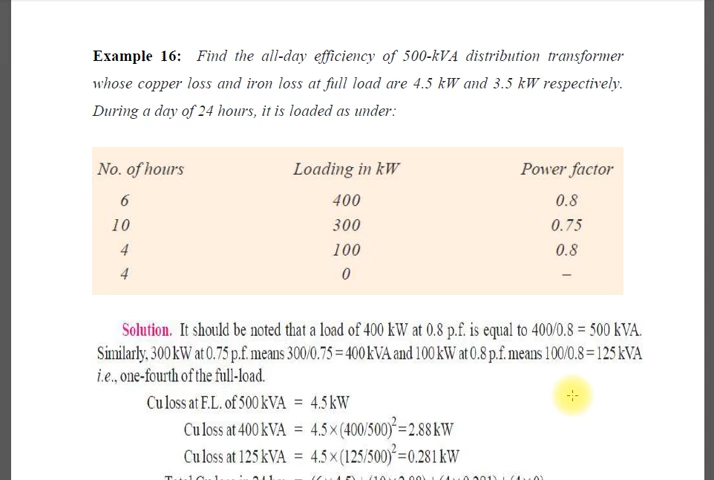 Example 16: Find the all-day efficiency of 500-kVA distribution transformer
whose copper loss and iron loss at full load are 4.5 kW and 3.5 kW respectively.
During a day of 24 hours, it is loaded as under:
No. of hours Loading in kW Power factor
6 400 0.8
10 300 0.75
4 100 0.8
4 0 –
Solution. It should be noted that a load of 400 kW at 0.8 p.f. is equal to 400/0.8 = 500 kVA.
Similarly, 300 kW at 0.75 p.f. means 300/0.75 = 400 kVA and 100 kW at 0.8 p.f. means 100/0.8 = 125 kVA
i.e., one-fourth of the full-load.
Cu loss at F.L. of 500 kVA = 4.5 kW
Cu loss at 400 kVA = 4.5 × (400/500)² = 2.88 kW
Cu loss at 125 kVA = 4.5 × (125/500)² = 0.281 kW